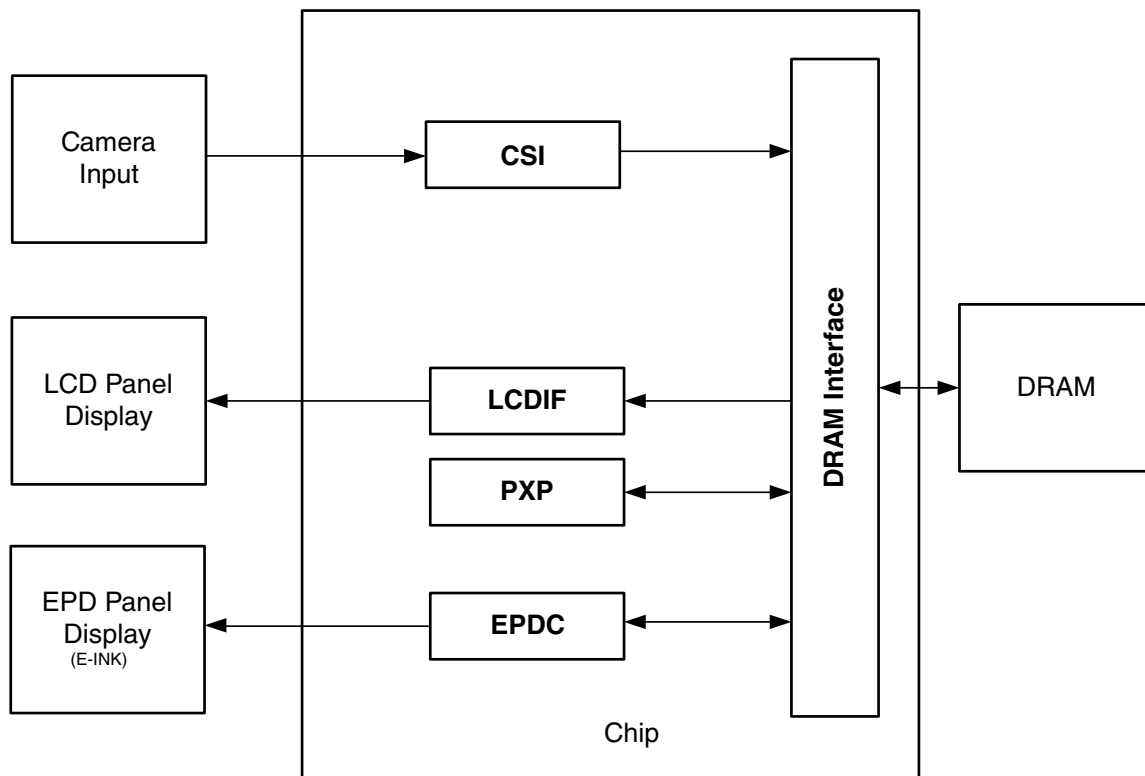 Camera
Input
CSI
LCD Panel
Display
LCDIF
DRAM Interface
DRAM
PXP
EPD Panel
Display
(E-INK)
EPDC
Chip